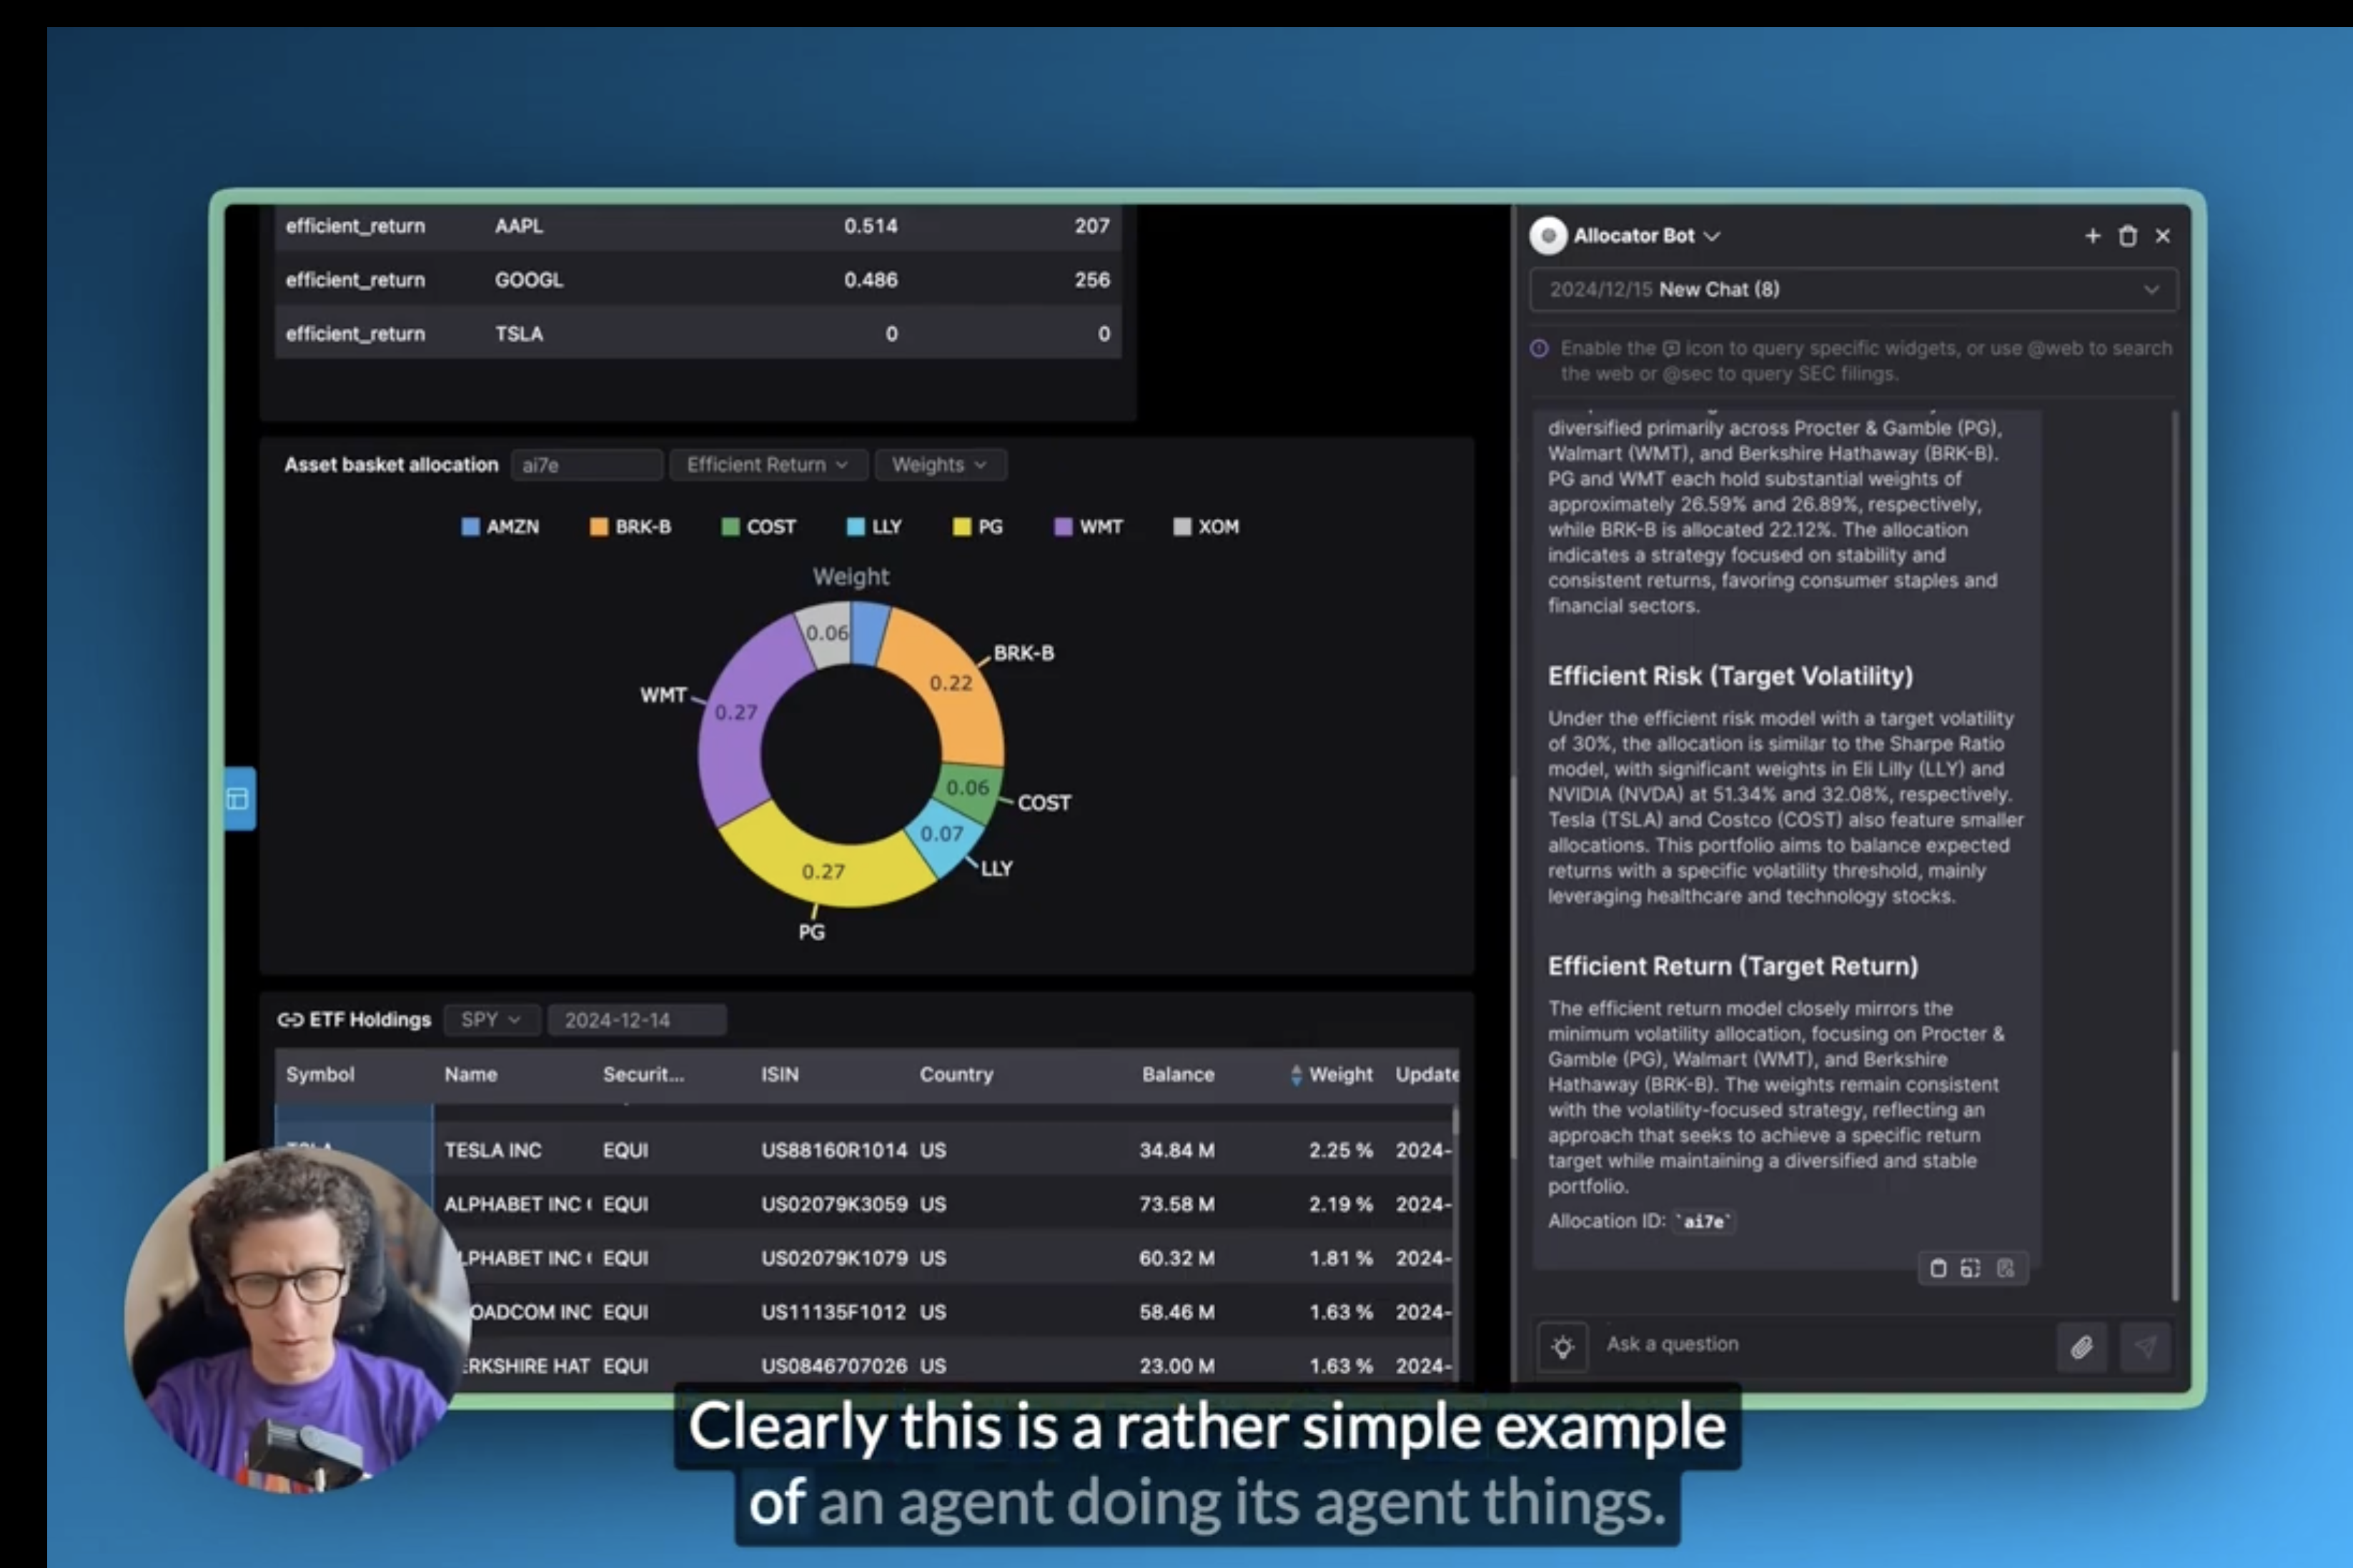 efficient_return AAPL 0.514 207
efficient_return GOOGL 0.486 256
efficient_return TSLA 0 0
Asset basket allocation ai7e Efficient Return Weights
AMZN BRK-B COST LLY PG WMT XOM
Weight
0.06
BRK-B
0.22
WMT
0.27
0.06
COST
0.07
LLY
0.27
PG
ETF Holdings SPY 2024-12-14
Symbol Name Securit... ISIN Country Balance Weight Update
TESLA INC EQUI US88160R1014 US 34.84 M 2.25 % 2024-
ALPHABET INC EQUI US02079K3059 US 73.58 M 2.19 % 2024-
LPHABET INC EQUI US02079K1079 US 60.32 M 1.81 % 2024-
OADCOM INC EQUI US11135F1012 US 58.46 M 1.63 % 2024-
ERKSHIRE HAT EQUI US0846707026 US 23.00 M 1.63 % 2024-
Allocator Bot
2024/12/15 New Chat (8)
Enable the icon to query specific widgets, or use @web to search
the web or @sec to query SEC filings.
diversified primarily across Procter & Gamble (PG),
Walmart (WMT), and Berkshire Hathaway (BRK-B).
PG and WMT each hold substantial weights of
approximately 26.59% and 26.89%, respectively,
while BRK-B is allocated 22.12%. The allocation
indicates a strategy focused on stability and
consistent returns, favoring consumer staples and
financial sectors.
Efficient Risk (Target Volatility)
Under the efficient risk model with a target volatility
of 30%, the allocation is similar to the Sharpe Ratio
model, with significant weights in Eli Lilly (LLY) and
NVIDIA (NVDA) at 51.34% and 32.08%, respectively.
Tesla (TSLA) and Costco (COST) also feature smaller
allocations. This portfolio aims to balance expected
returns with a specific volatility threshold, mainly
leveraging healthcare and technology stocks.
Efficient Return (Target Return)
The efficient return model closely mirrors the
minimum volatility allocation, focusing on Procter &
Gamble (PG), Walmart (WMT), and Berkshire
Hathaway (BRK-B). The weights remain consistent
with the volatility-focused strategy, reflecting an
approach that seeks to achieve a specific return
target while maintaining a diversified and stable
portfolio.
Allocation ID: `ai7e`
Ask a question
Clearly this is a rather simple example
of an agent doing its agent things.